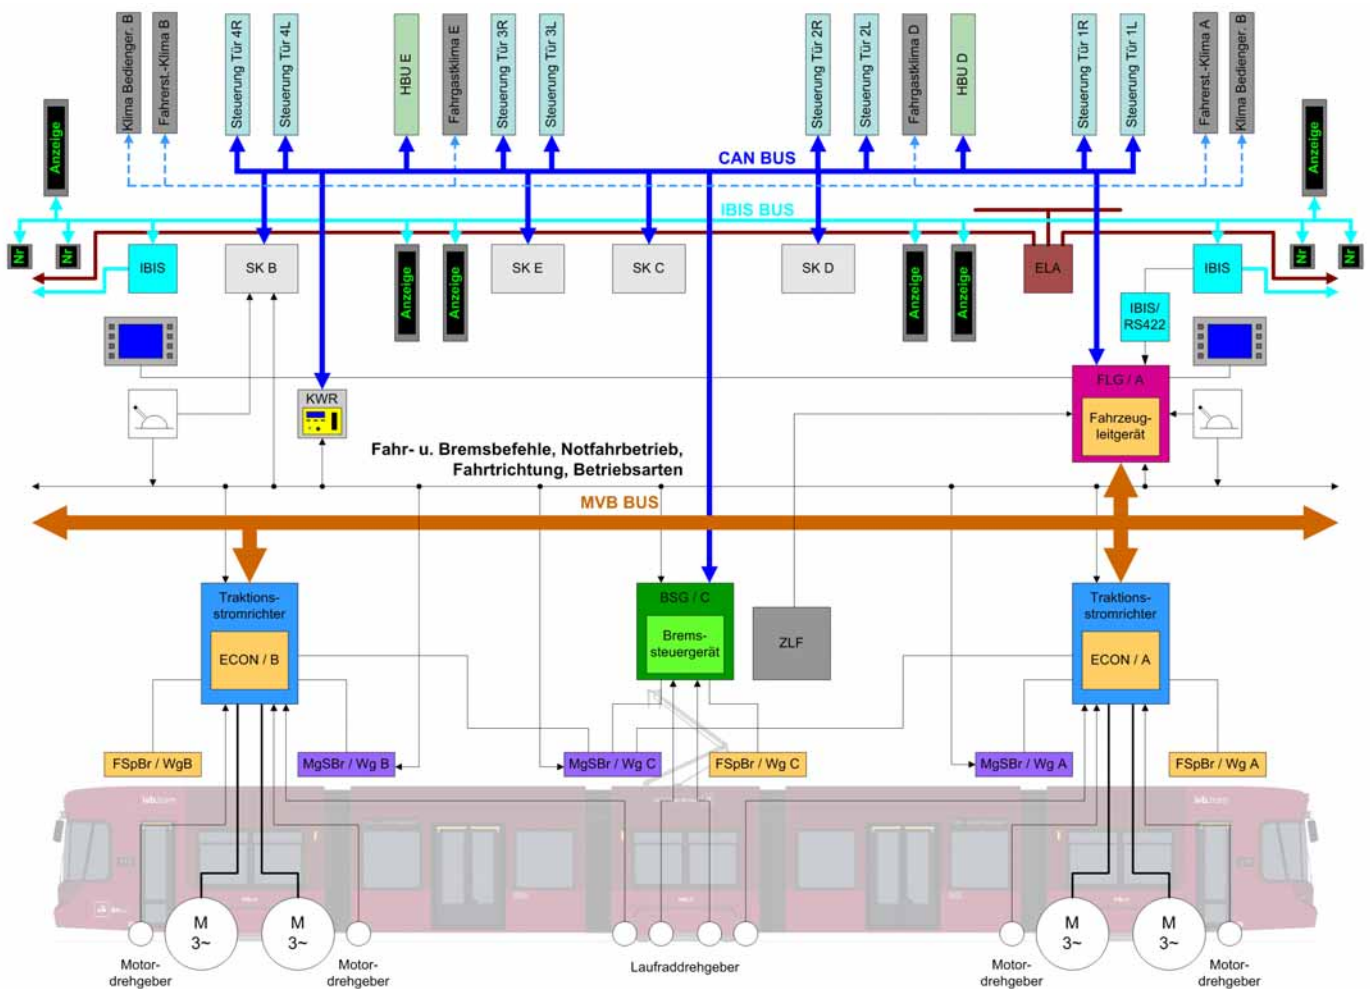 Klima Bedienger. B
Fahrerst.-Klima B
Steuerung Tür 4R
Steuerung Tür 4L
HBU E
Fahrgastklima E
Steuerung Tür 3R
Steuerung Tür 3L
Steuerung Tür 2R
Steuerung Tür 2L
Fahrgastklima D
HBU D
Steuerung Tür 1R
Steuerung Tür 1L
Fahrerst.-Klima A
Klima Bedienger. B
Anzeige
Anzeige
CAN BUS
IBIS BUS
Nr
Nr
IBIS
SK B
Anzeige
Anzeige
SK E
SK C
SK D
Anzeige
Anzeige
ELA
IBIS
Nr
Nr
IBIS/
RS422
KWR
FLG / A
Fahrzeug-
leitgerät
Fahr- u. Bremsbefehle, Notfahrbetrieb,
Fahrtrichtung, Betriebsarten
MVB BUS
Traktions-
stromrichter
ECON / B
BSG / C
Brems-
steuergerät
ZLF
Traktions-
stromrichter
ECON / A
FSpBr / WgB
MgSBr / Wg B
MgSBr / Wg C
FSpBr / Wg C
MgSBr / Wg A
FSpBr / Wg A
M
3~
M
3~
M
3~
M
3~
Motor-
drehgeber
Motor-
drehgeber
Laufraddrehgeber
Motor-
drehgeber
Motor-
drehgeber